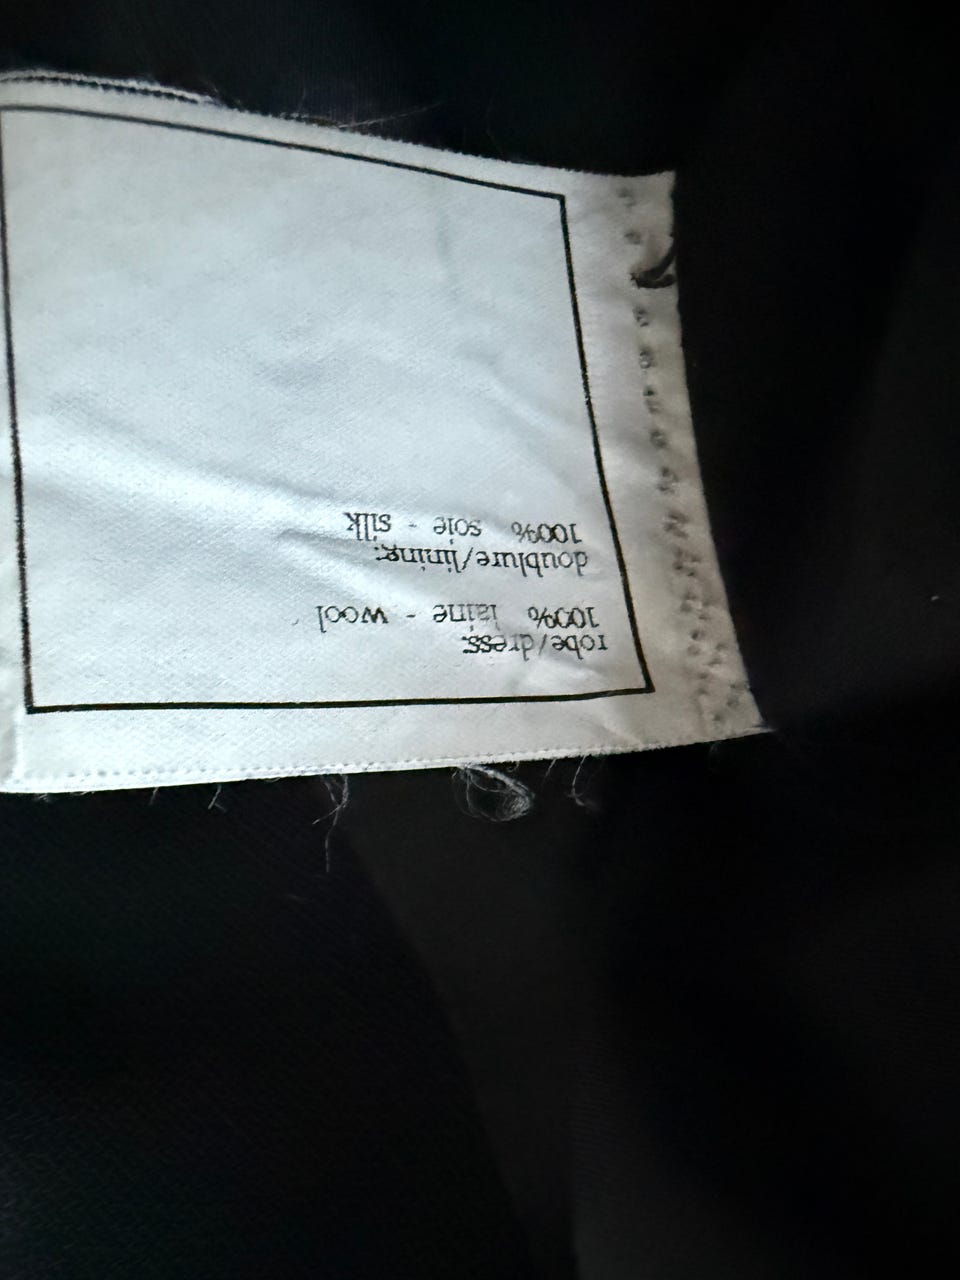 robe/dress:
100% laine - wool
doublure/lining:
100% soie - silk